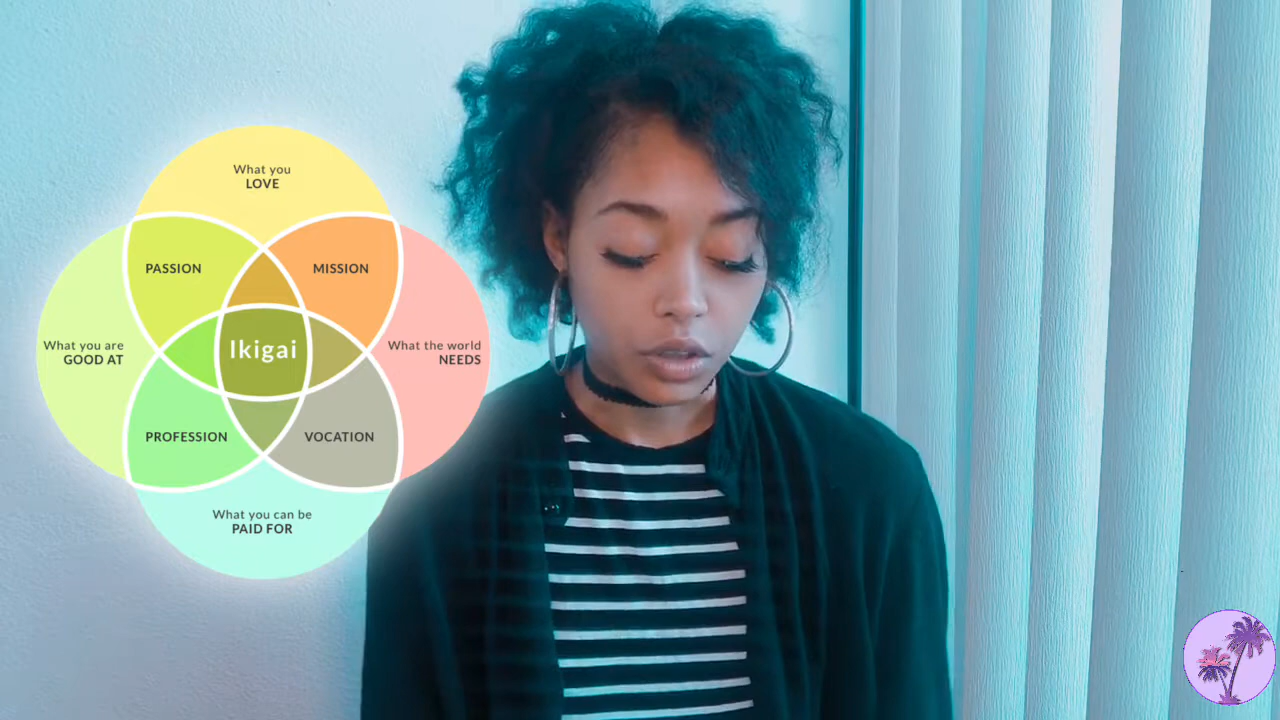 What you
LOVE
PASSION
MISSION
What you are
GOOD AT
Ikigai
What the world
NEEDS
PROFESSION
VOCATION
What you can be
PAID FOR